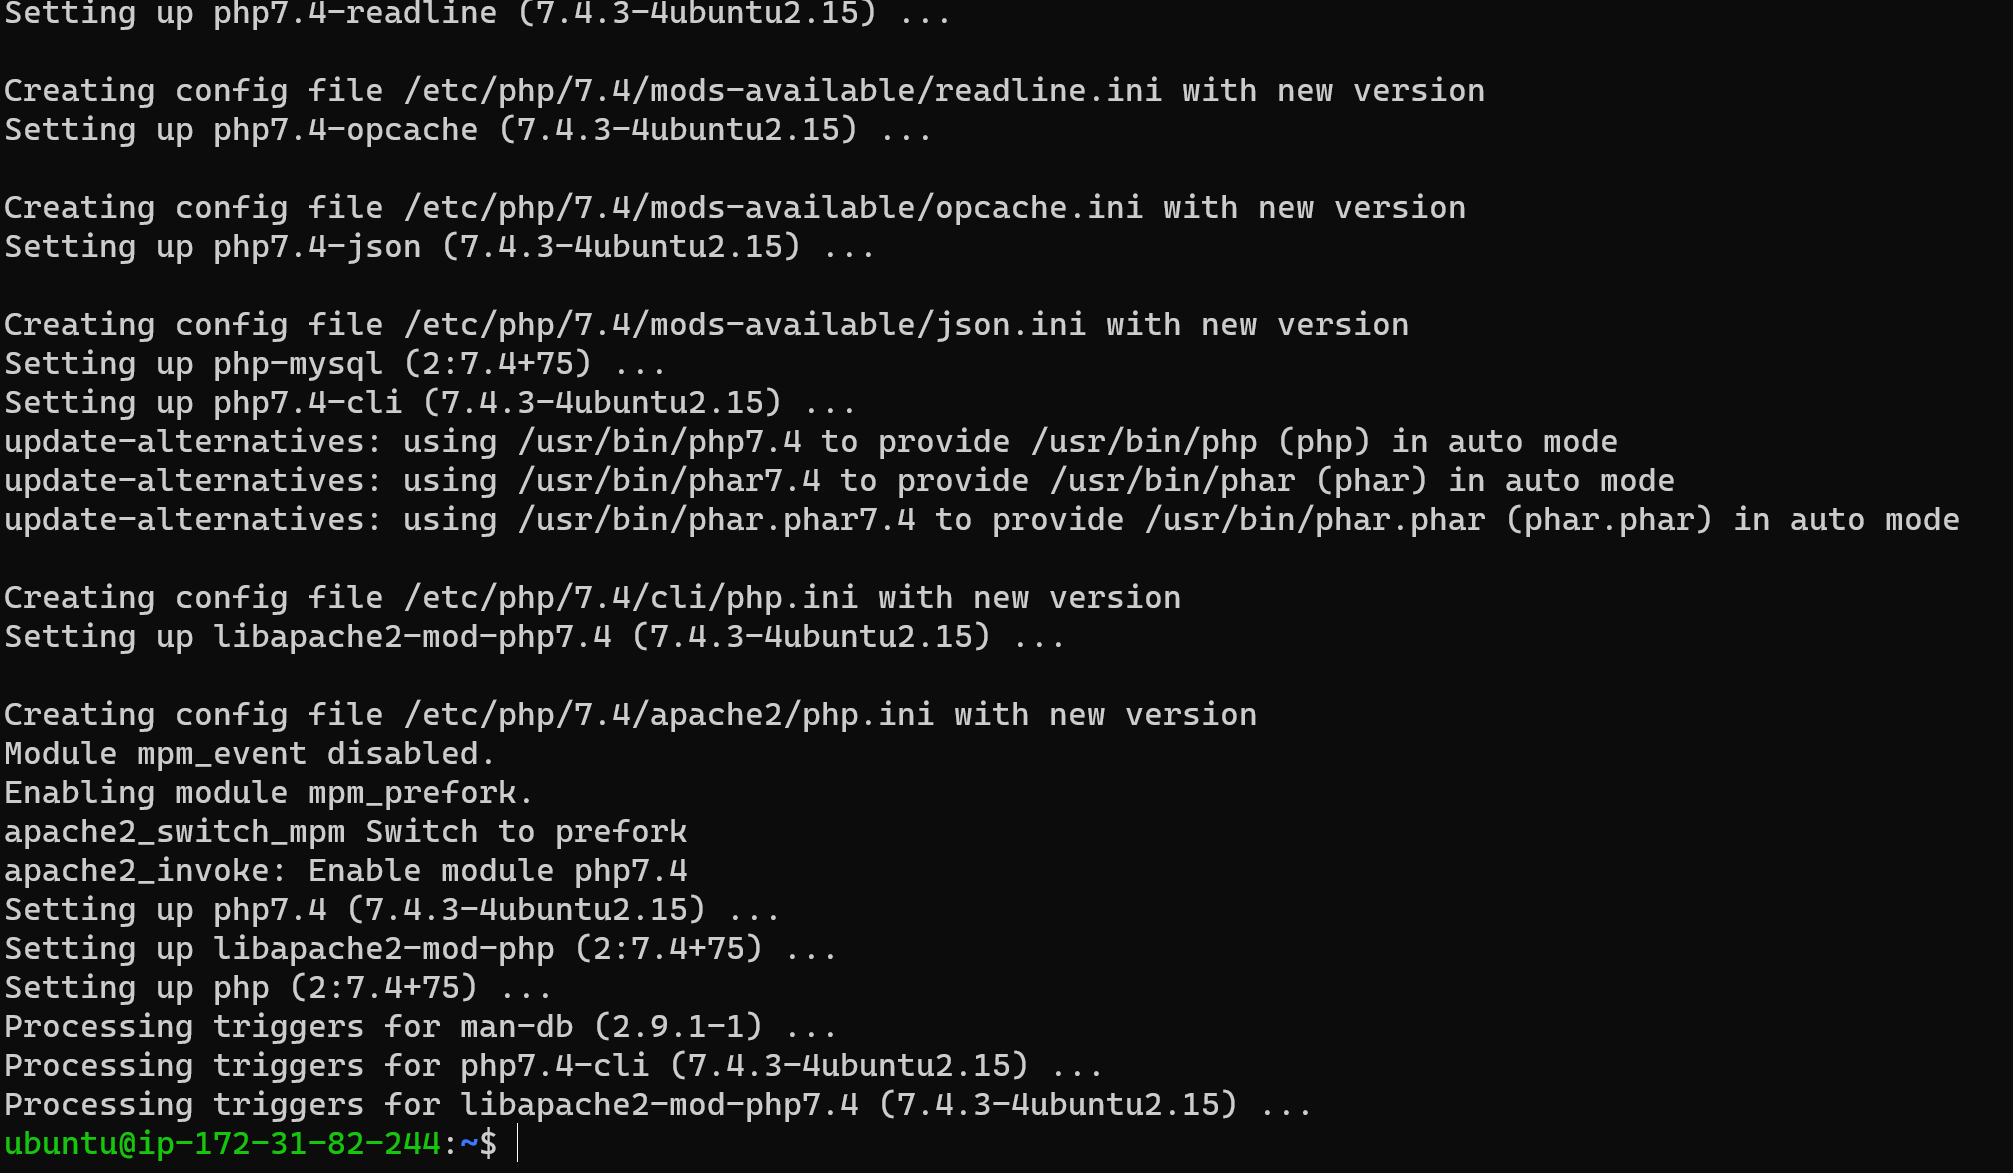 Setting up php7.4-readline (7.4.3-4ubuntu2.15) ...
Creating config file /etc/php/7.4/mods-available/readline.ini with new version
Setting up php7.4-opcache (7.4.3-4ubuntu2.15) ...
Creating config file /etc/php/7.4/mods-available/opcache.ini with new version
Setting up php7.4-json (7.4.3-4ubuntu2.15) ...
Creating config file /etc/php/7.4/mods-available/json.ini with new version
Setting up php-mysql (2:7.4+75) ...
Setting up php7.4-cli (7.4.3-4ubuntu2.15) ...
update-alternatives: using /usr/bin/php7.4 to provide /usr/bin/php (php) in auto mode
update-alternatives: using /usr/bin/phar7.4 to provide /usr/bin/phar (phar) in auto mode
update-alternatives: using /usr/bin/phar.phar7.4 to provide /usr/bin/phar.phar (phar.phar) in auto mode
Creating config file /etc/php/7.4/cli/php.ini with new version
Setting up libapache2-mod-php7.4 (7.4.3-4ubuntu2.15) ...
Creating config file /etc/php/7.4/apache2/php.ini with new version
Module mpm_event disabled.
Enabling module mpm_prefork.
apache2_switch_mpm Switch to prefork
apache2_invoke: Enable module php7.4
Setting up php7.4 (7.4.3-4ubuntu2.15) ...
Setting up libapache2-mod-php (2:7.4+75) ...
Setting up php (2:7.4+75) ...
Processing triggers for man-db (2.9.1-1) ...
Processing triggers for php7.4-cli (7.4.3-4ubuntu2.15) ...
Processing triggers for libapache2-mod-php7.4 (7.4.3-4ubuntu2.15) ...
ubuntu@ip-172-31-82-244:~$